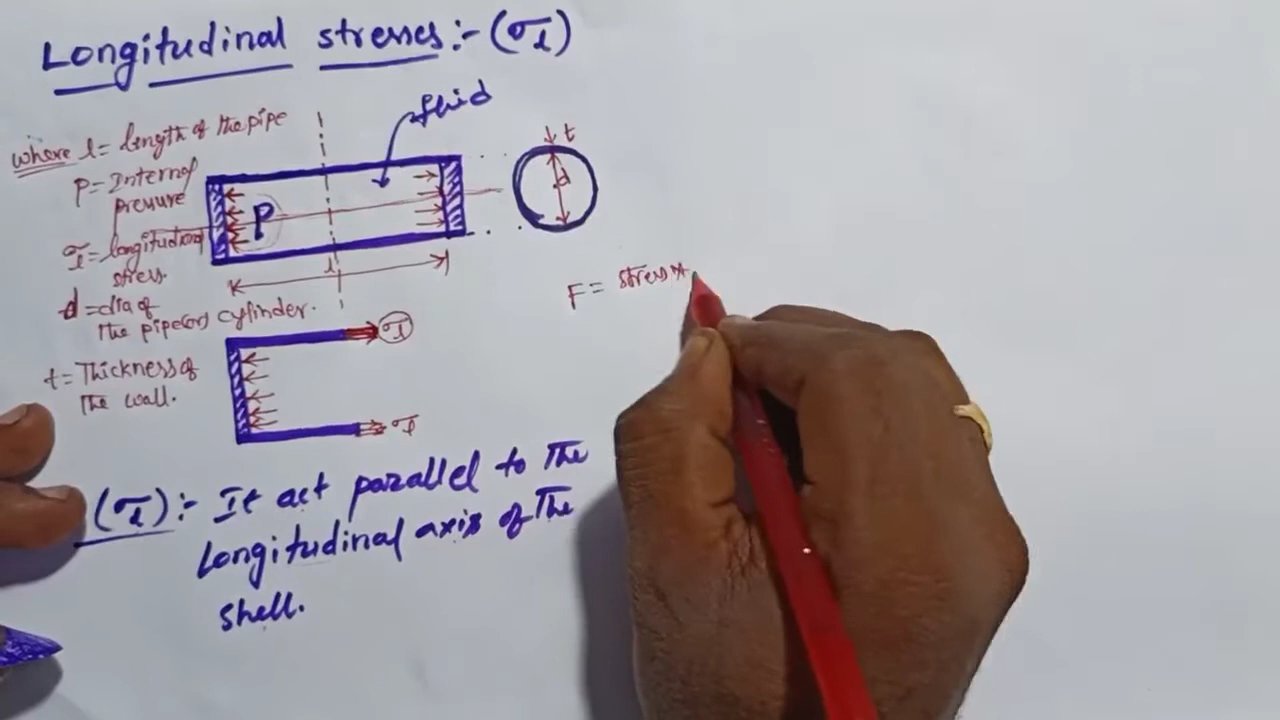 Longitudinal stresses:- (σl)
fluid
where l = length of the pipe
P = Internal
pressure
σl = longitudinal
stress.
d = dia of
the pipe(or) cylinder.
t = Thickness of
the wall.
P
l
t
d
σl
σl
F = stress x
(σl):- It act parallel to the
longitudinal axis of the
shell.